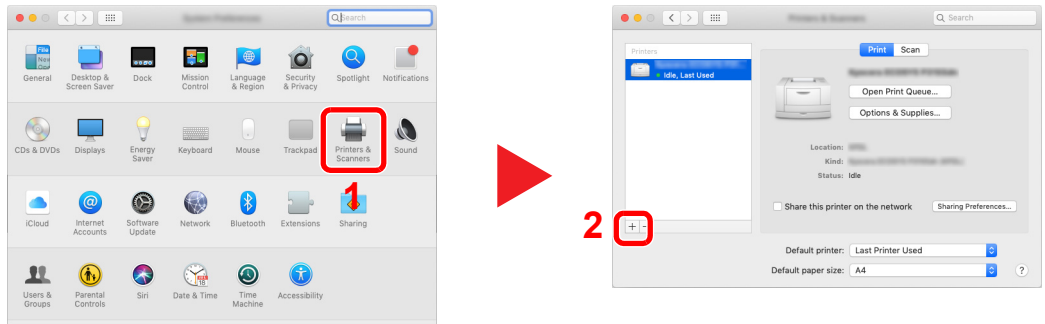 Search
General
Desktop &
Screen Saver
Dock
Mission
Control
Language
& Region
Security
& Privacy
Spotlight
Notifications
CDs & DVDs
Displays
Energy
Saver
Keyboard
Mouse
Trackpad
Printers &
Scanners
Sound
1
iCloud
Internet
Accounts
Software
Update
Network
Bluetooth
Extensions
Sharing
Users &
Groups
Parental
Controls
Siri
Date & Time
Time
Machine
Accessibility
Search
Printers
Idle, Last Used
Print Scan
Open Print Queue...
Options & Supplies...
Location:
Kind:
Status: Idle
Share this printer on the network
Sharing Preferences...
2
+ -
Default printer: Last Printer Used
Default paper size: A4
?